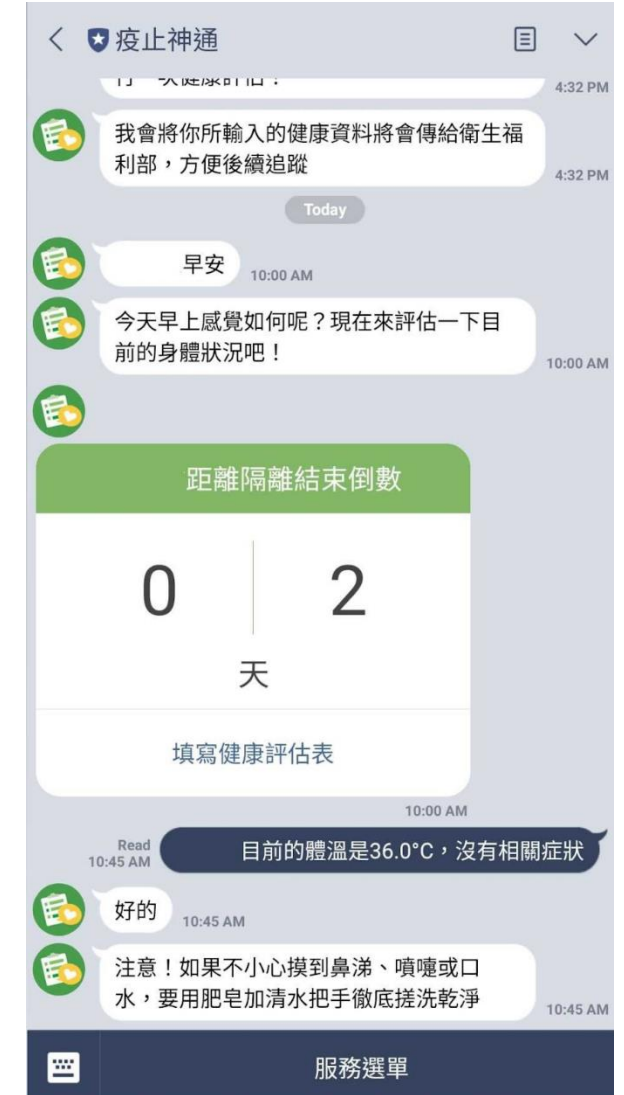 疫止神通
4:32 PM
我會將你所輸入的健康資料將會傳給衛生福
利部，方便後續追蹤
4:32 PM
Today
早安
10:00 AM
今天早上感覺如何呢？現在來評估一下目
前的身體狀況吧！
10:00 AM
距離隔離結束倒數
0 2
天
填寫健康評估表
10:00 AM
Read
10:45 AM
目前的體溫是36.0°C，沒有相關症狀
好的
10:45 AM
注意！如果不小心摸到鼻涕、噴嚏或口
水，要用肥皂加清水把手徹底搓洗乾淨
10:45 AM
服務選單